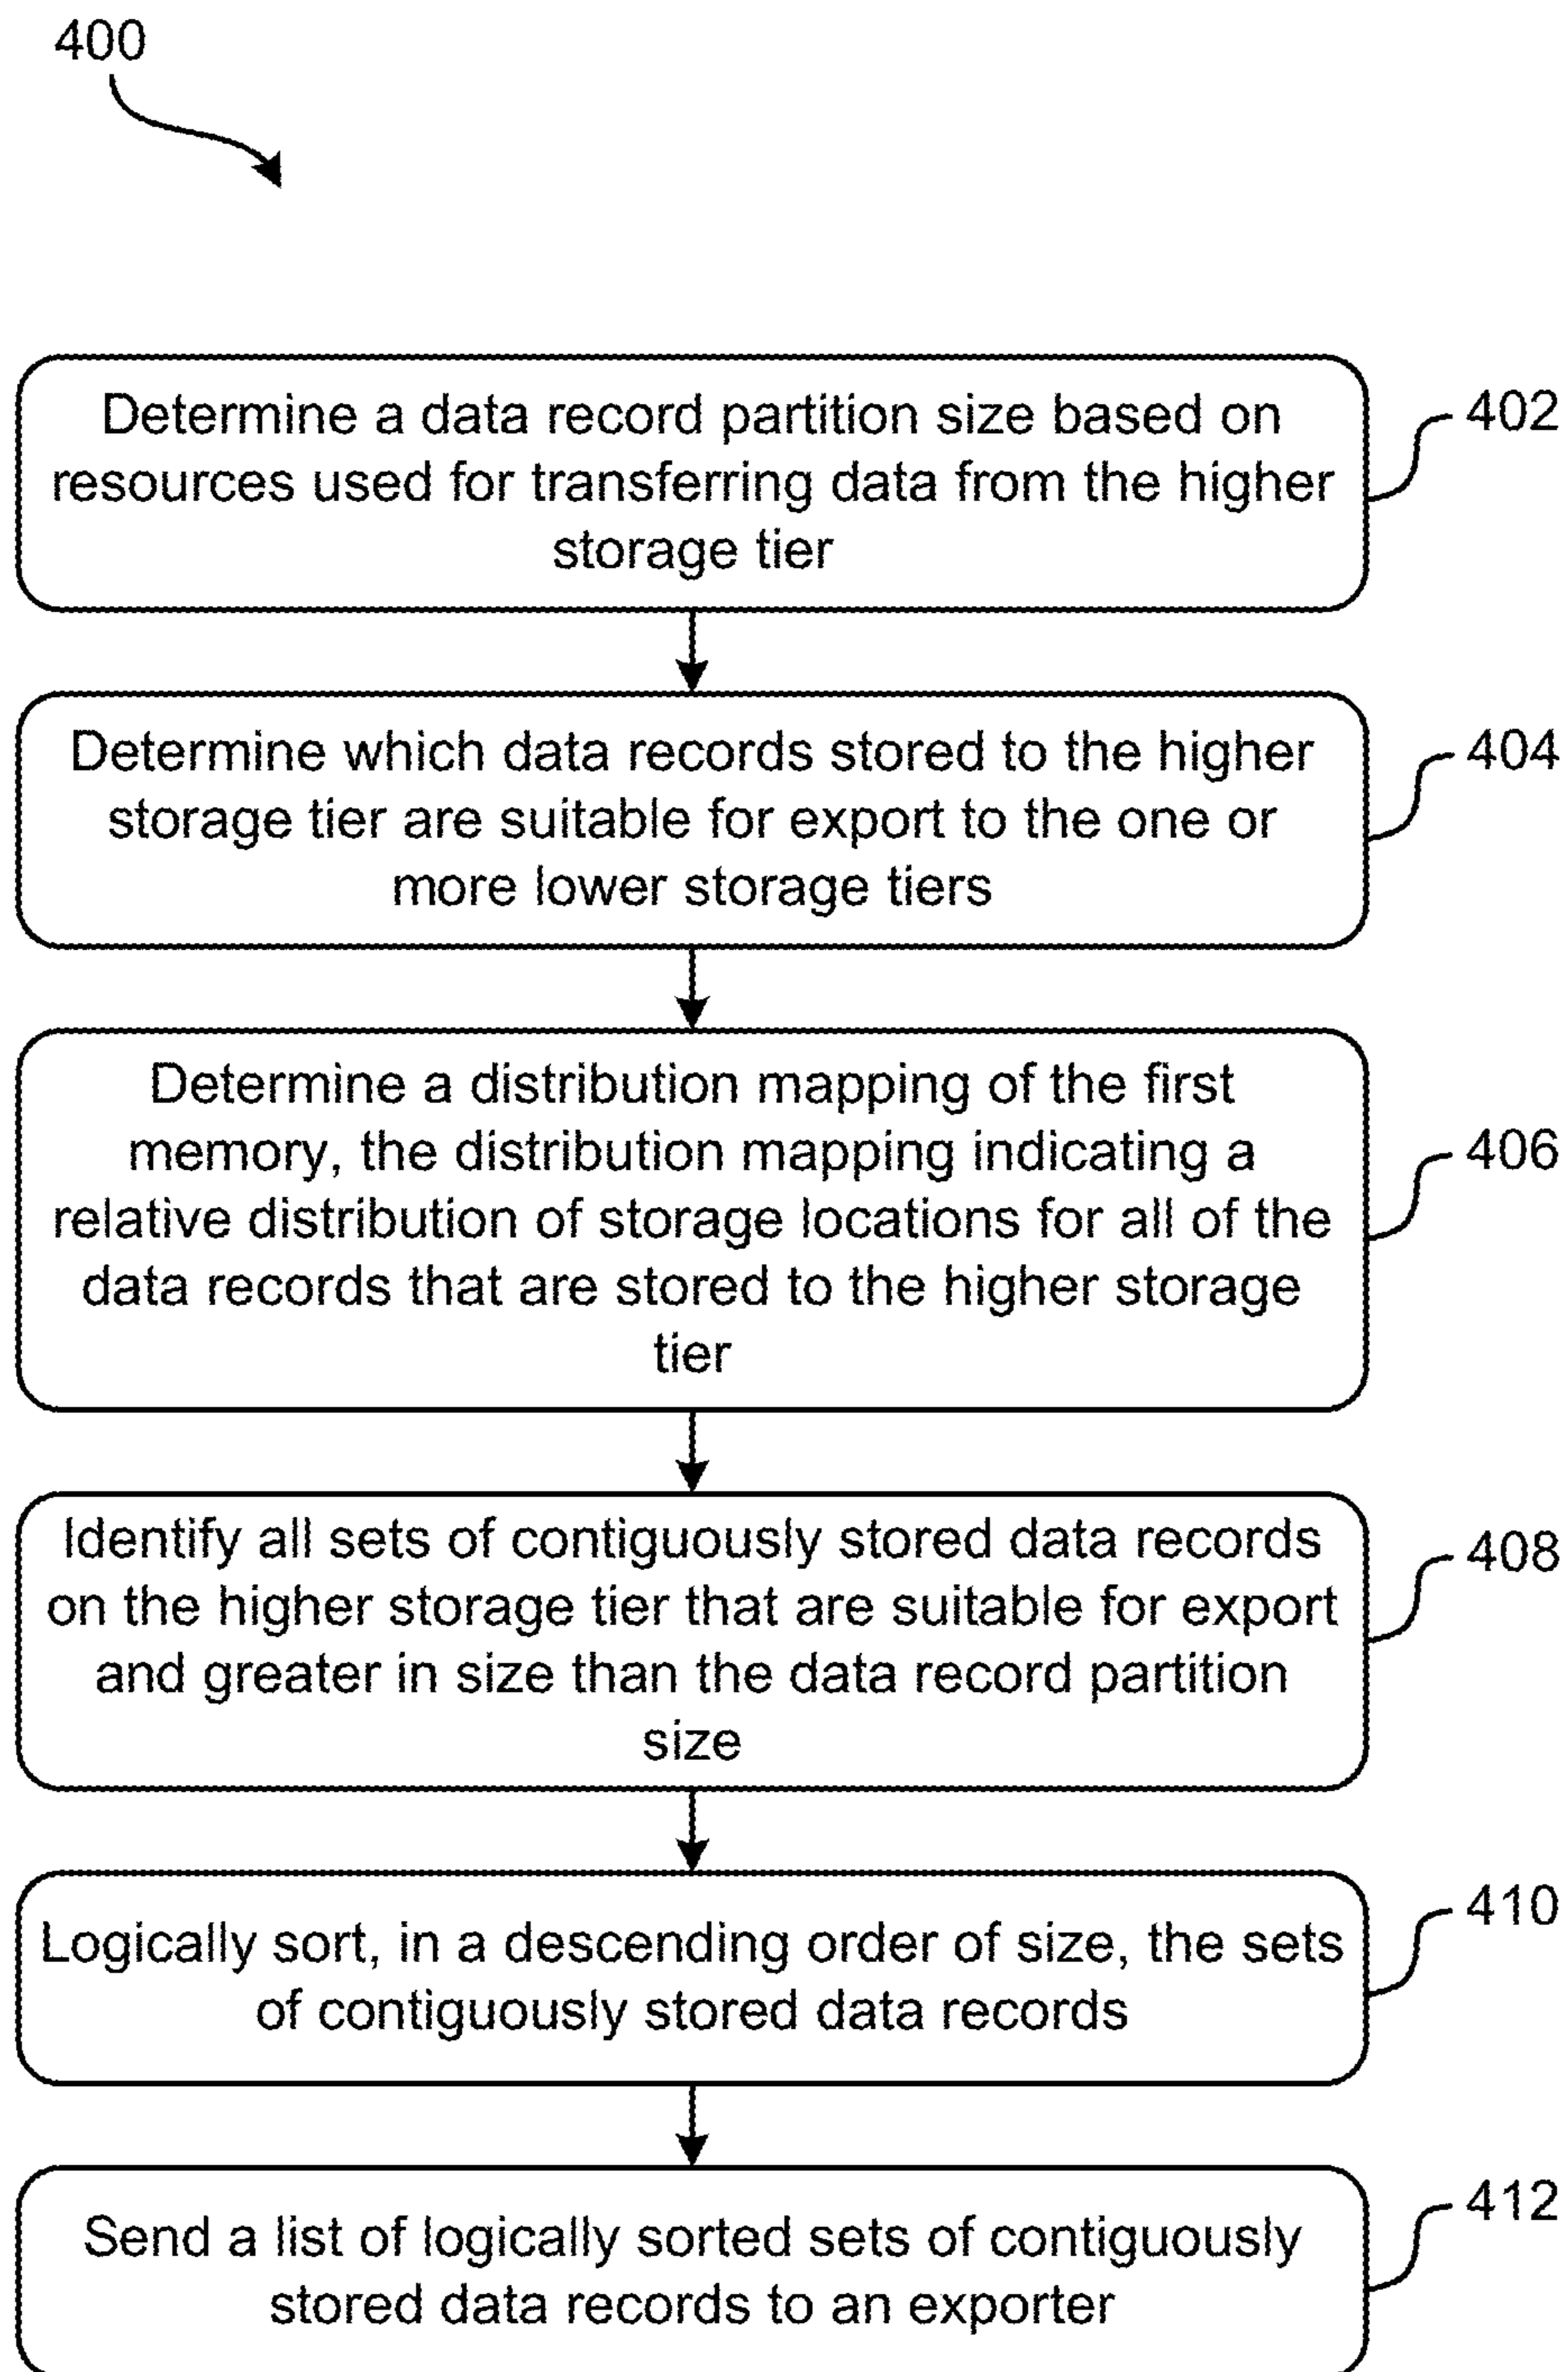 400
Determine a data record partition size based on
resources used for transferring data from the higher
storage tier
402
Determine which data records stored to the higher
storage tier are suitable for export to the one or
more lower storage tiers
404
Determine a distribution mapping of the first
memory, the distribution mapping indicating a
relative distribution of storage locations for all of the
data records that are stored to the higher storage
tier
406
Identify all sets of contiguously stored data records
on the higher storage tier that are suitable for export
and greater in size than the data record partition
size
408
Logically sort, in a descending order of size, the sets
of contiguously stored data records
410
Send a list of logically sorted sets of contiguously
stored data records to an exporter
412